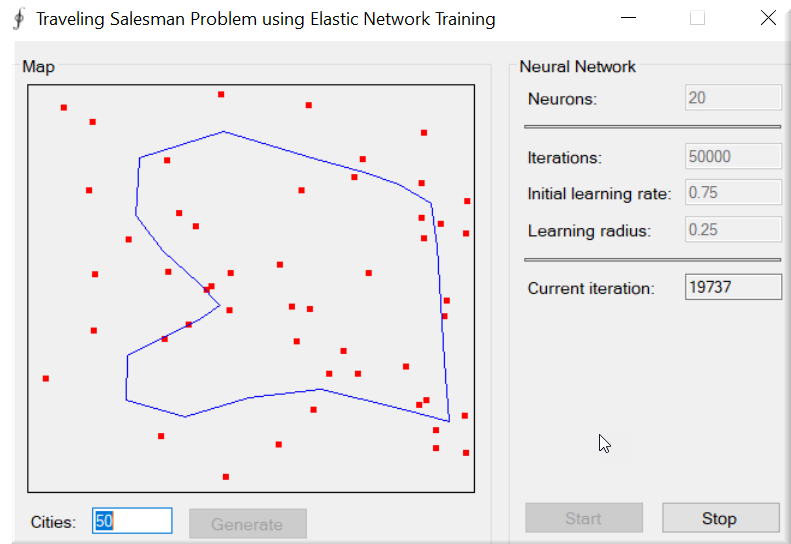 Traveling Salesman Problem using Elastic Network Training
Map
Neural Network
Neurons: 20
Iterations: 50000
Initial learning rate: 0.75
Learning radius: 0.25
Current iteration: 19737
Cities: 50 Generate
Start Stop